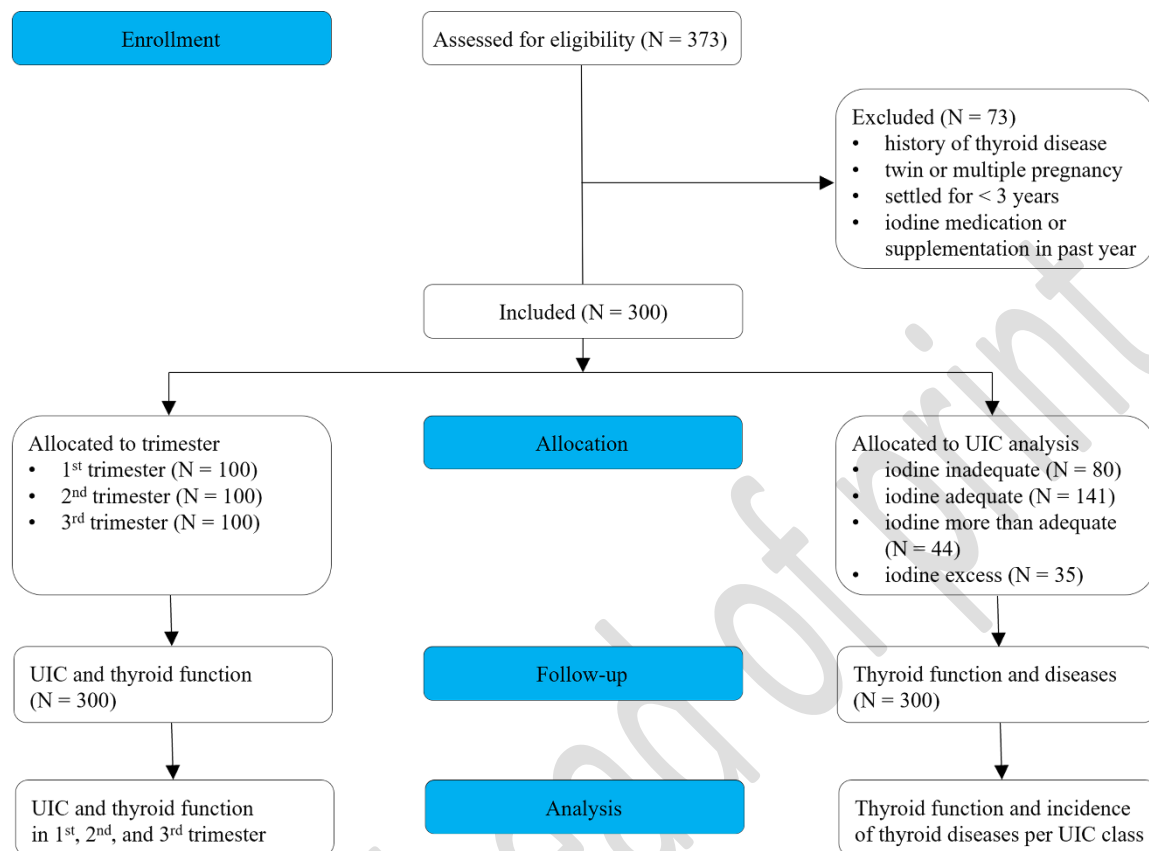 Enrollment
Assessed for eligibility (N = 373)
Excluded (N = 73)
• history of thyroid disease
• twin or multiple pregnancy
• settled for < 3 years
• iodine medication or
supplementation in past year
Included (N = 300)
Allocated to trimester
• 1st trimester (N = 100)
• 2nd trimester (N = 100)
• 3rd trimester (N = 100)
Allocation
Allocated to UIC analysis
• iodine inadequate (N = 80)
• iodine adequate (N = 141)
• iodine more than adequate
(N = 44)
• iodine excess (N = 35)
UIC and thyroid function
(N = 300)
Follow-up
Thyroid function and diseases
(N = 300)
UIC and thyroid function
in 1st, 2nd, and 3rd trimester
Analysis
Thyroid function and incidence
of thyroid diseases per UIC class
ead of print